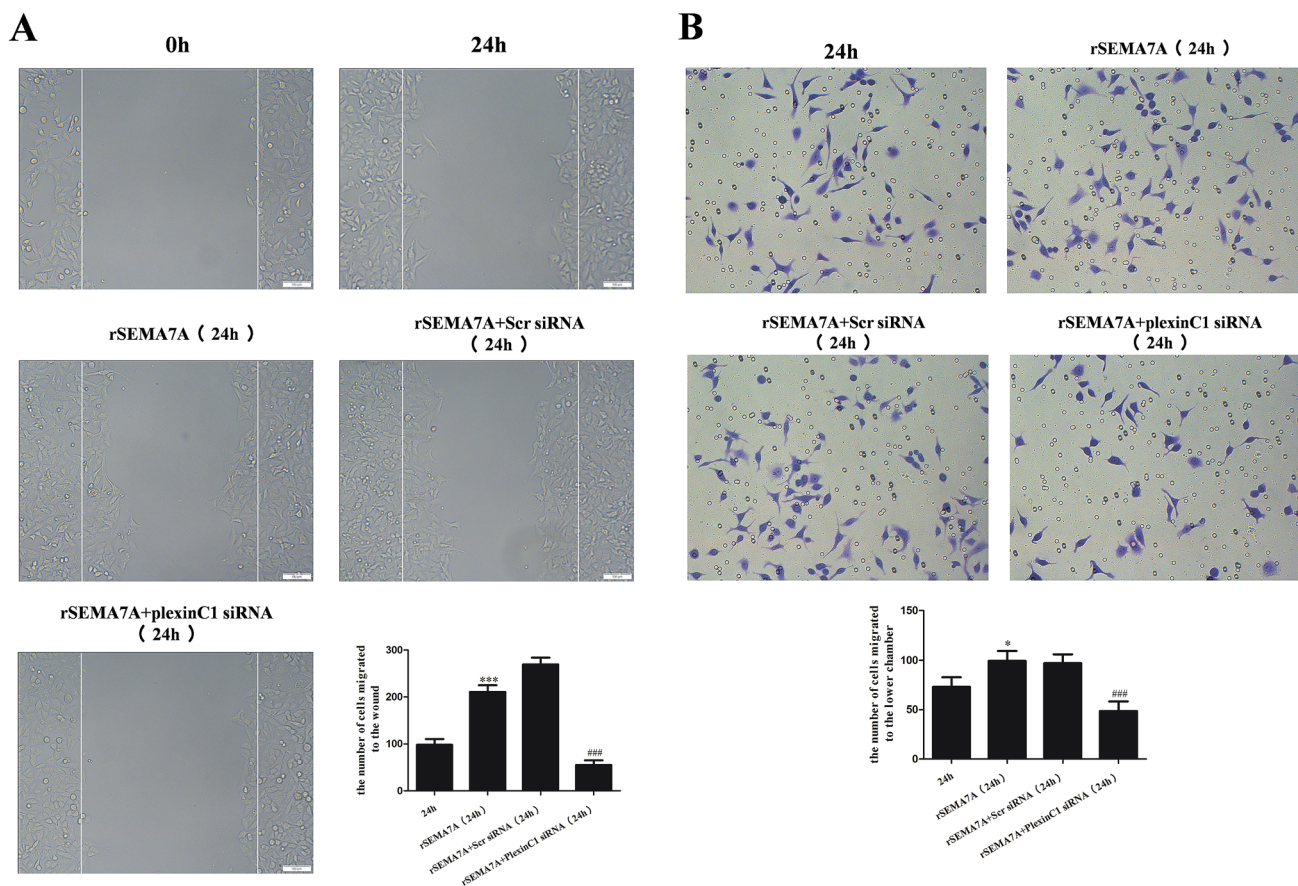 A
0h
24h
rSEMA7A（24h）
rSEMA7A+Scr siRNA
（24h）
rSEMA7A+plexinC1 siRNA
（24h）
the number of cells migrated
to the wound
300
200
100
0
***
###
24h
rSEMA7A（24h）
rSEMA7A+Scr siRNA（24h）
rSEMA7A+PlexinC1 siRNA（24h）
B
24h
rSEMA7A（24h）
rSEMA7A+Scr siRNA
（24h）
rSEMA7A+plexinC1 siRNA
（24h）
the number of cells migrated
to the lower chamber
150
100
50
0
*
###
24h
rSEMA7A（24h）
rSEMA7A+Scr siRNA（24h）
rSEMA7A+PlexinC1 siRNA（24h）